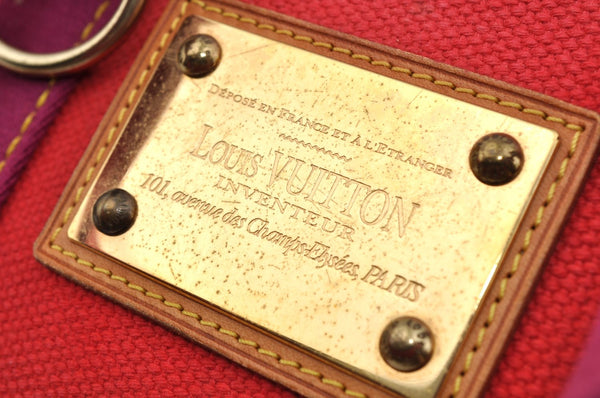 DÉPOSÉ EN FRANCE ET À L'ÉTRANGER
LOUIS VUITTON
INVENTEUR
101, avenue des Champs-Elysées, PARIS